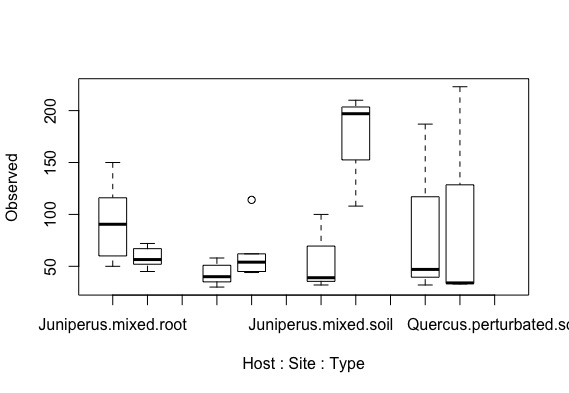 Observed
200
150
100
50
Juniperus.mixed.root Juniperus.mixed.soil Quercus.perturbated.so
Host : Site : Type